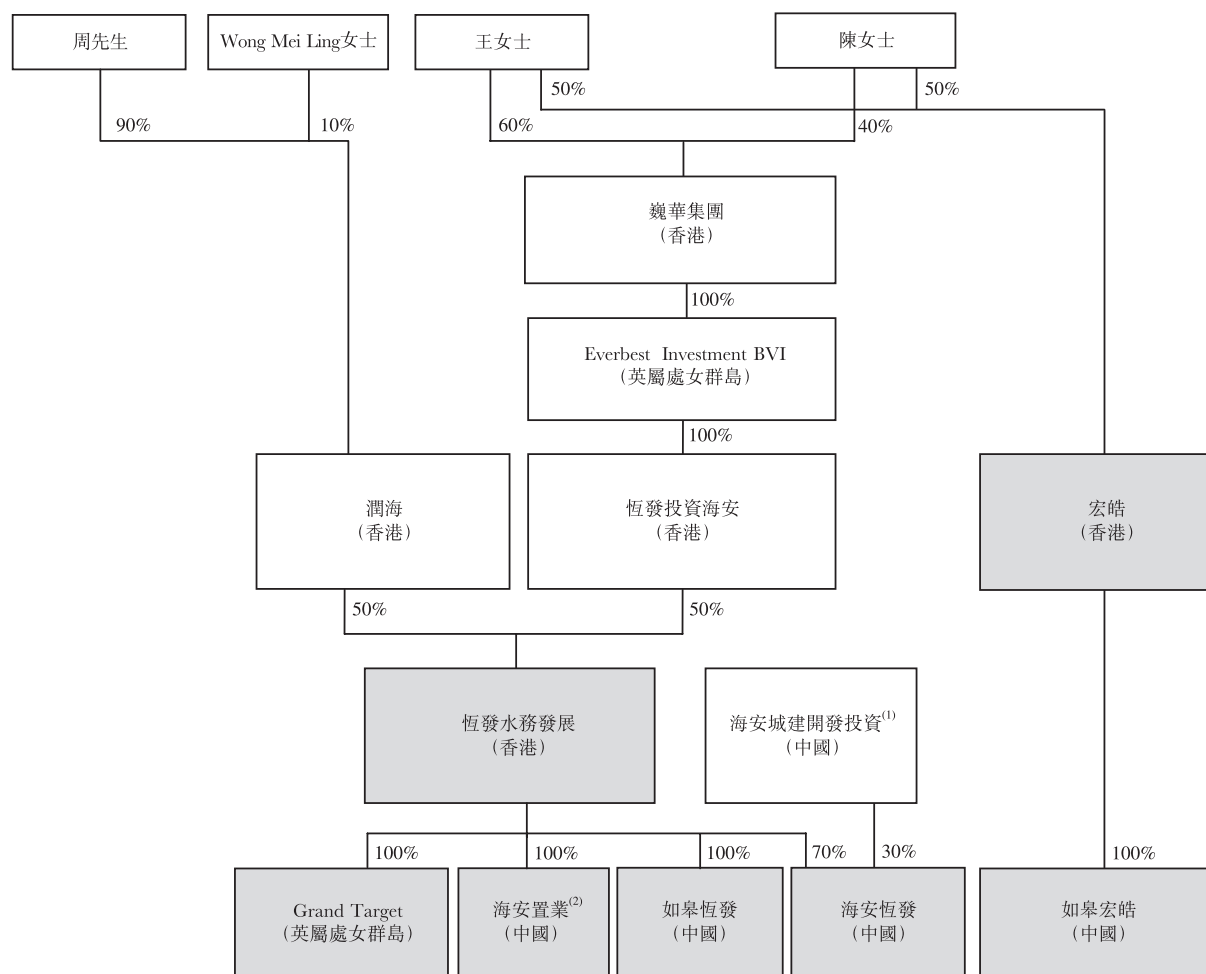 周先生
Wong Mei Ling女士
王女士
陳女士
50%
50%
90%
10%
60%
40%
巍華集團
(香港)
100%
Everbest Investment BVI
(英屬處女群島)
100%
潤海
(香港)
恆發投資海安
(香港)
宏皓
(香港)
50%
50%
恆發水務發展
(香港)
海安城建開發投資(1)
(中國)
100%
100%
100%
70%
30%
100%
Grand Target
(英屬處女群島)
海安置業(2)
(中國)
如皋恆發
(中國)
海安恆發
(中國)
如皋宏皓
(中國)